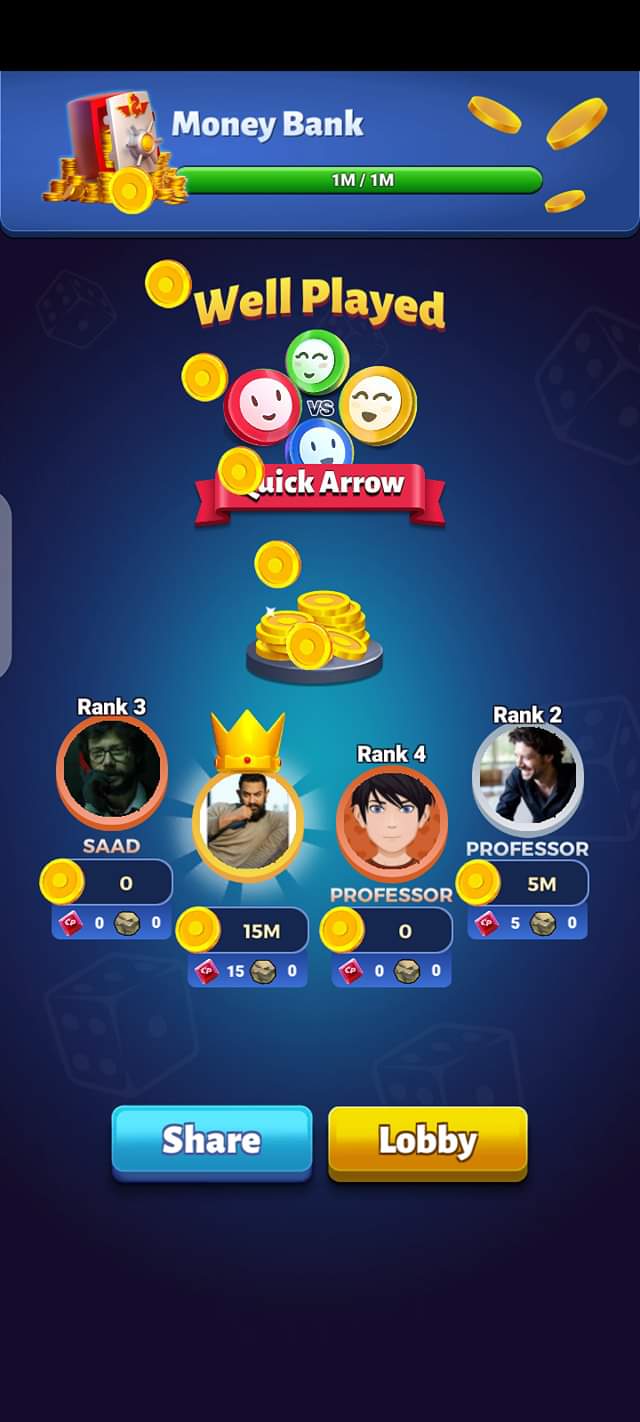 Money Bank
1M / 1M
Well Played
VS
uick Arrow
Rank 3
Rank 2
Rank 4
SAAD
PROFESSOR
PROFESSOR
0
5M
CP 0 0
CP 5 0
15M
0
CP 15 0
CP 0 0
Share
Lobby